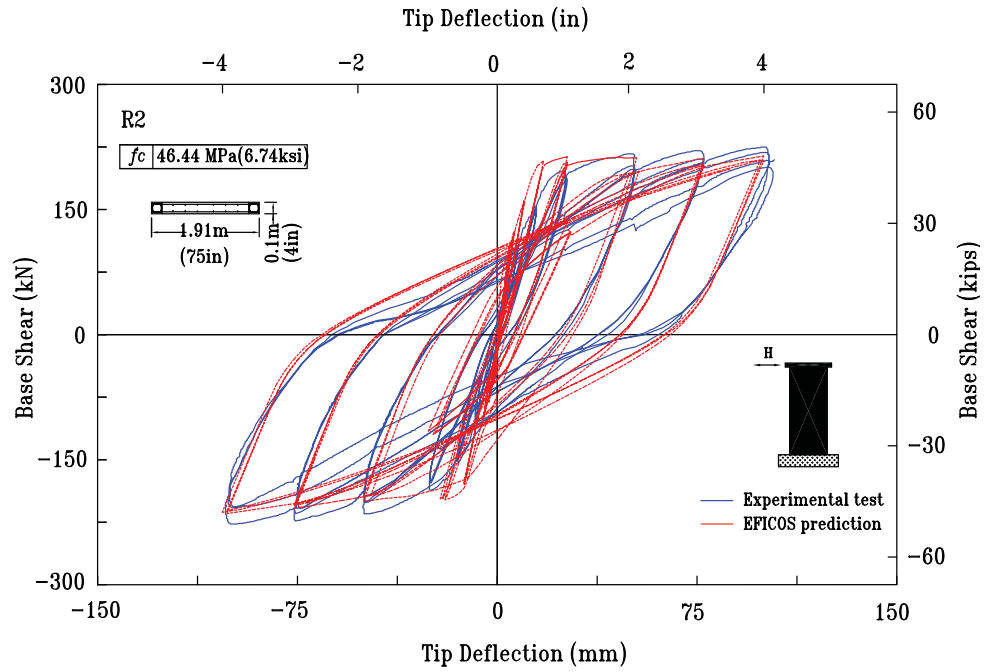 Tip Deflection (in)
-4 -2 0 2 4
300
150
0
-150
-300
Base Shear (kN)
R2
fc 46.44 MPa(6.74ksi)
1.91m
(75in)
0.1m
(4in)
60
30
0
-30
-60
Base Shear (kips)
H
Experimental test
EFICOS prediction
-150 -75 0 75 150
Tip Deflection (mm)